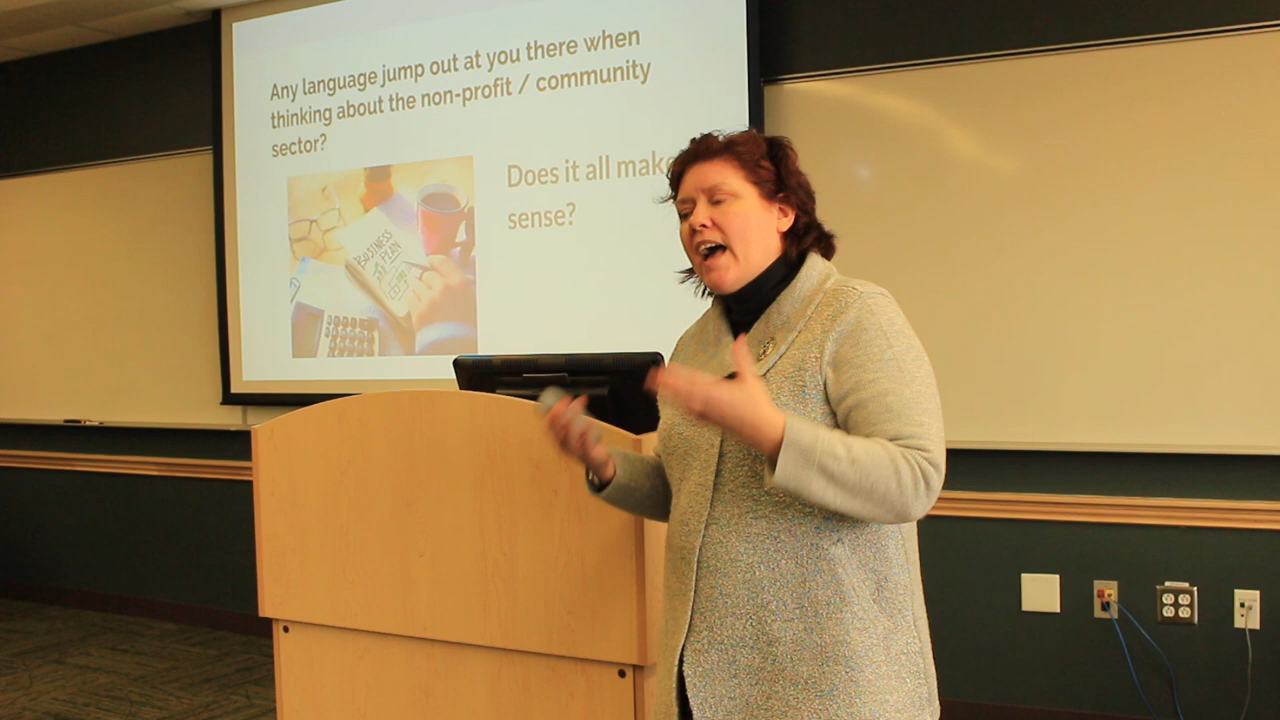 Any language jump out at you there when
thinking about the non-profit / community
sector?
Does it all make
sense?
BUSINESS
PLAN